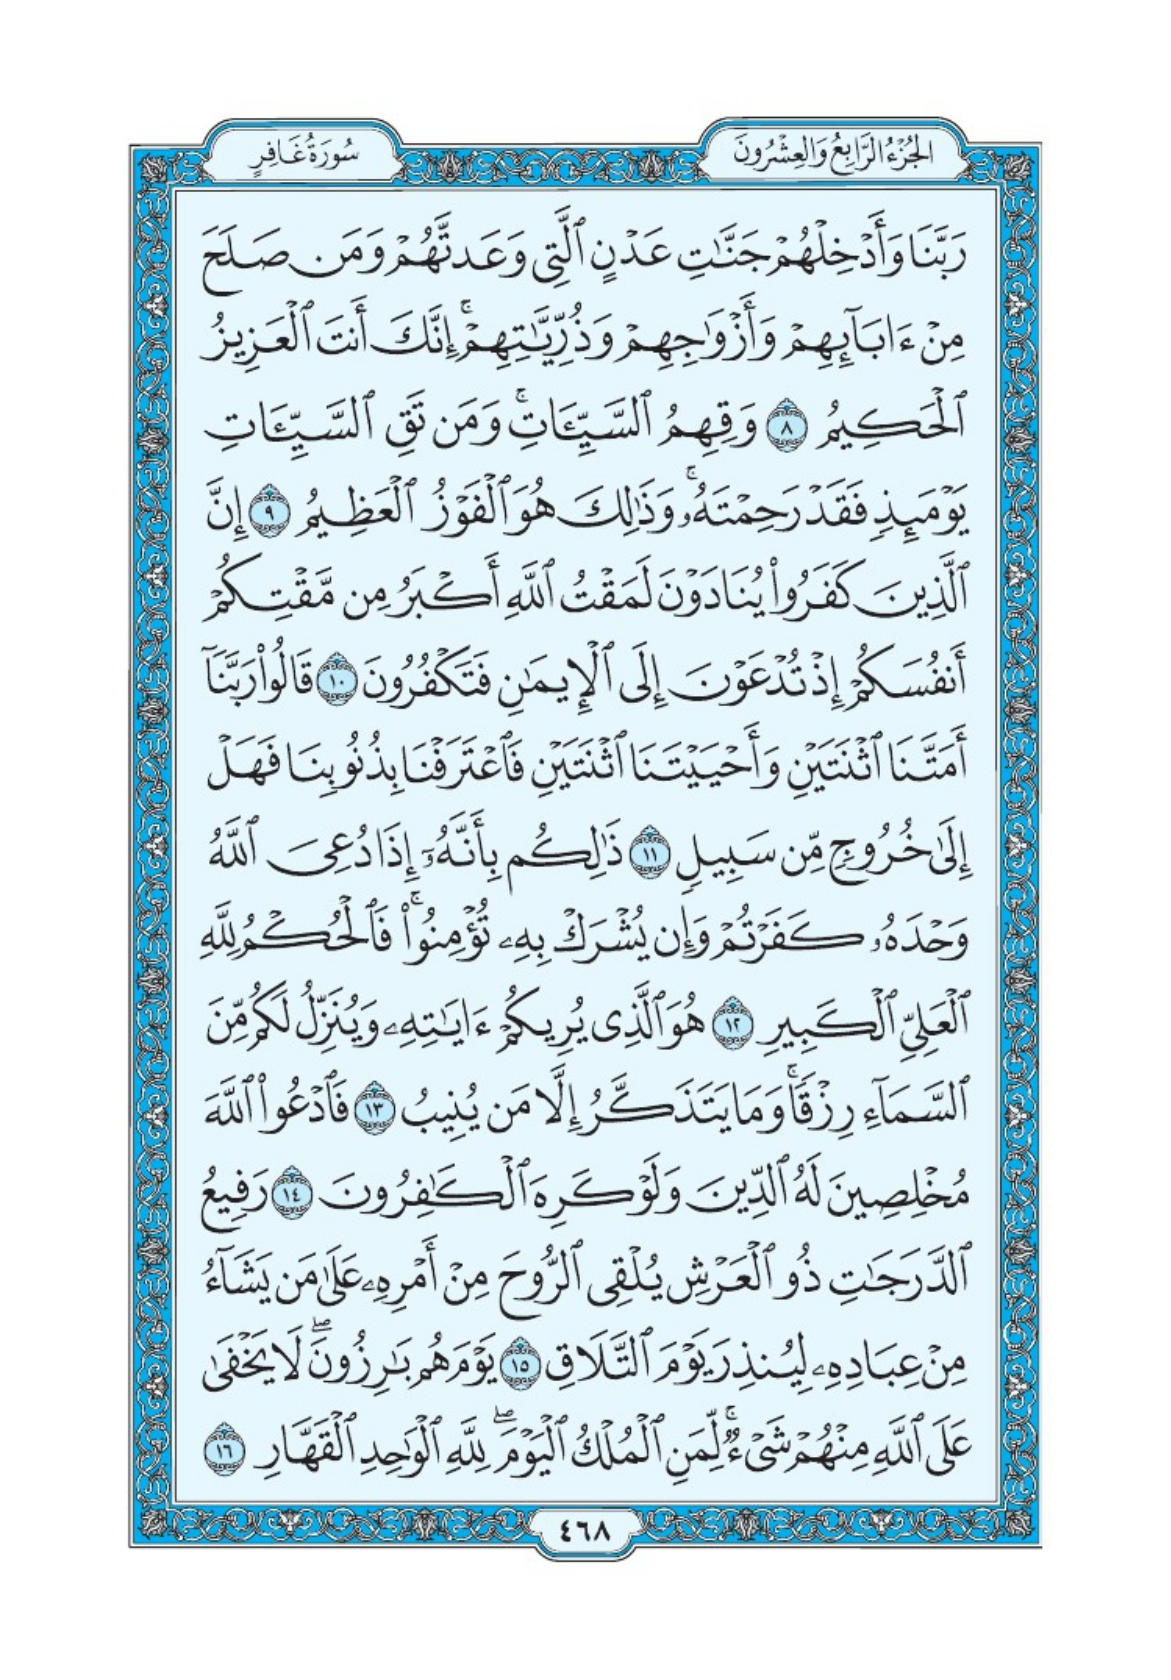 الجُزْءُ الرَّابِعُ وَالعِشْرُونَ
سُورَةُ غَافِرٍ
رَبَّنَا وَأَدْخِلْهُمْ جَنَّٰتِ عَدْنٍ ٱلَّتِي وَعَدتَّهُمْ وَمَن صَلَحَ
مِنْ ءَابَآئِهِمْ وَأَزْوَٰجِهِمْ وَذُرِّيَّٰتِهِمْۚ إِنَّكَ أَنتَ ٱلْعَزِيزُ
ٱلْحَكِيمُ ٨ وَقِهِمُ ٱلسَّيِّـَٔاتِۚ وَمَن تَقِ ٱلسَّيِّـَٔاتِ
يَوْمَئِذٍ فَقَدْ رَحِمْتَهُۥۚ وَذَٰلِكَ هُوَ ٱلْفَوْزُ ٱلْعَظِيمُ ٩ إِنَّ
ٱلَّذِينَ كَفَرُوا۟ يُنَادَوْنَ لَمَقْتُ ٱللَّهِ أَكْبَرُ مِن مَّقْتِكُمْ
أَنفُسَكُمْ إِذْ تُدْعَوْنَ إِلَى ٱلْإِيمَٰنِ فَتَكْفُرُونَ ١٠ قَالُوا۟ رَبَّنَآ
أَمَتَّنَا ٱثْنَتَيْنِ وَأَحْيَيْتَنَا ٱثْنَتَيْنِ فَٱعْتَرَفْنَا بِذُنُوبِنَا فَهَلْ
إِلَىٰ خُرُوجٍ مِّن سَبِيلٍ ١١ ذَٰلِكُم بِأَنَّهُۥٓ إِذَا دُعِىَ ٱللَّهُ
وَحْدَهُۥ كَفَرْتُمْ وَإِن يُشْرَكْ بِهِۦ تُؤْمِنُوا۟ۚ فَٱلْحُكْمُ لِلَّهِ
ٱلْعَلِىِّ ٱلْكَبِيرِ ١٢ هُوَ ٱلَّذِى يُرِيكُمْ ءَايَٰتِهِۦ وَيُنَزِّلُ لَكُم مِّنَ
ٱلسَّمَآءِ رِزْقًاۚ وَمَا يَتَذَكَّرُ إِلَّا مَن يُنِيبُ ١٣ فَٱدْعُوا۟ ٱللَّهَ
مُخْلِصِينَ لَهُ ٱلدِّينَ وَلَوْ كَرِهَ ٱلْكَٰفِرُونَ ١٤ رَفِيعُ
ٱلدَّرَجَٰتِ ذُو ٱلْعَرْشِ يُلْقِى ٱلرُّوحَ مِنْ أَمْرِهِۦ عَلَىٰ مَن يَشَآءُ
مِنْ عِبَادِهِۦ لِيُنذِرَ يَوْمَ ٱلتَّلَاقِ ١٥ يَوْمَ هُم بَٰرِزُونَۖ لَا يَخْفَىٰ
عَلَى ٱللَّهِ مِنْهُمْ شَىْءٌۚ لِّمَنِ ٱلْمُلْكُ ٱلْيَوْمَۖ لِلَّهِ ٱلْوَٰحِدِ ٱلْقَهَّارِ ١٦
٤٦٨